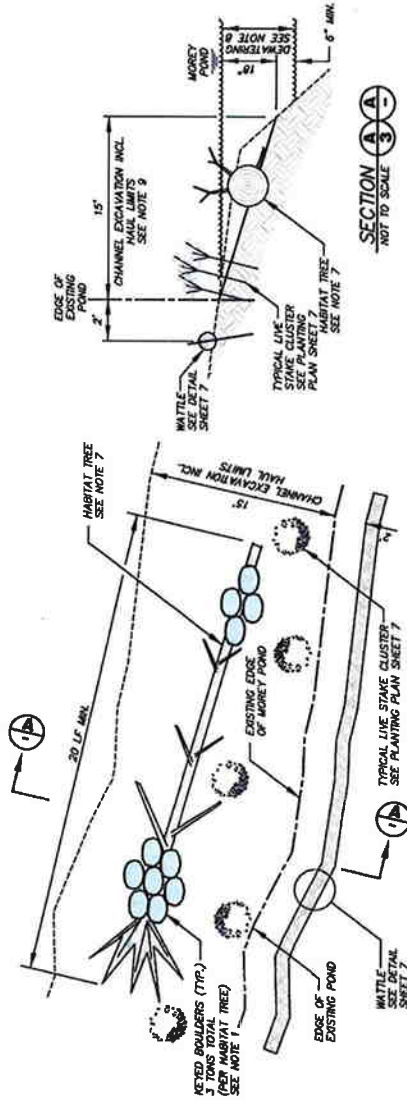 HABITAT TREE
SEE NOTE 7
20 LF MIN.
15'
CHANNEL EXCAVATION INCL.
HAUL LIMITS
A
-
KEYED BOULDERS (TYP.)
3 TONS TOTAL
(PER HABITAT TREE)
SEE NOTE 1
EXISTING EDGE
OF MOREY POND
EDGE OF
EXISTING POND
2'
WATTLE
SEE DETAIL
SHEET 7
A
-
TYPICAL LIVE STAKE CLUSTER
SEE PLANTING PLAN SHEET 7
EDGE OF
EXISTING
POND
2'
15'
CHANNEL EXCAVATION INCL.
HAUL LIMITS
SEE NOTE 9
MOREY
POND
18"
DEWATERING
SEE NOTE 8
6" MIN.
WATTLE
SEE DETAIL
SHEET 7
TYPICAL LIVE
STAKE CLUSTER
SEE PLANTING
PLAN SHEET 7
HABITAT TREE
SEE NOTE 7
SECTION A A
3 -
NOT TO SCALE